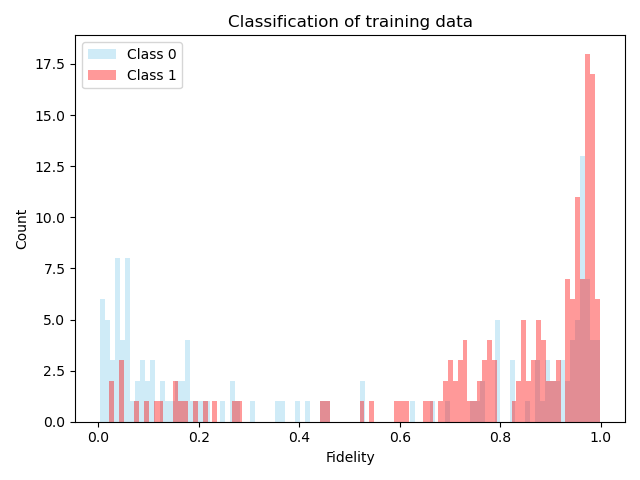 Classification of training data
Class 0
Class 1
17.5
15.0
12.5
10.0
7.5
5.0
2.5
0.0
Count
0.0 0.2 0.4 0.6 0.8 1.0
Fidelity